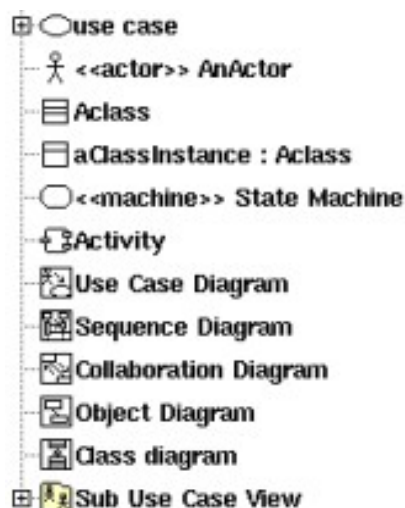 use case
<<actor>> AnActor
Aclass
aClassInstance : Aclass
<<machine>> State Machine
Activity
Use Case Diagram
Sequence Diagram
Collaboration Diagram
Object Diagram
Class diagram
Sub Use Case View